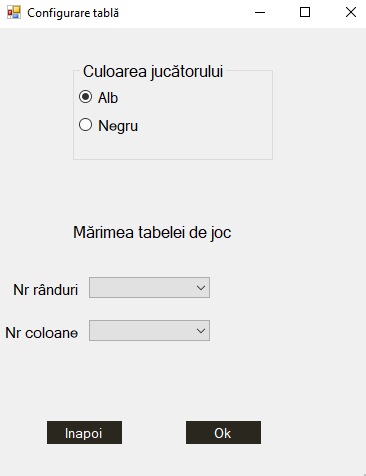 Configurare tablă
Culoarea jucătorului
Alb
Negru
Mărimea tabelei de joc
Nr rânduri
Nr coloane
Inapoi
Ok